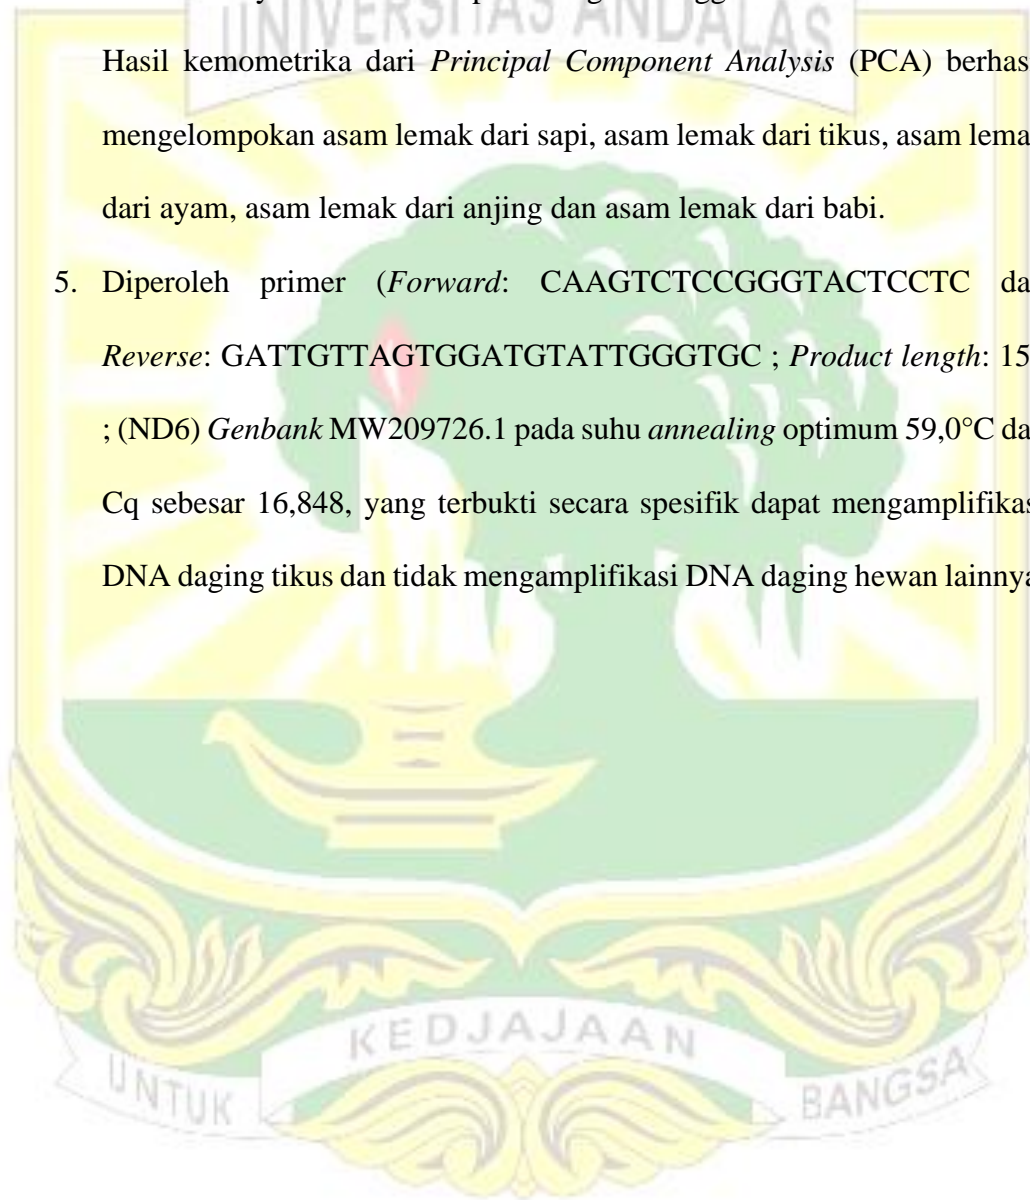 UNIVERSITAS ANDALAS
Hasil kemometrika dari Principal Component Analysis (PCA) berhas
mengelompokan asam lemak dari sapi, asam lemak dari tikus, asam lema
dari ayam, asam lemak dari anjing dan asam lemak dari babi.
5. Diperoleh primer (Forward: CAAGTCTCCGGGTACTCCTC da
Reverse: GATTGTTAGTGGATGTATTGGGTGC ; Product length: 15
; (ND6) Genbank MW209726.1 pada suhu annealing optimum 59,0°C da
Cq sebesar 16,848, yang terbukti secara spesifik dapat mengamplifikas
DNA daging tikus dan tidak mengamplifikasi DNA daging hewan lainnya
KEDJAJAAN
UNTUK BANGSA